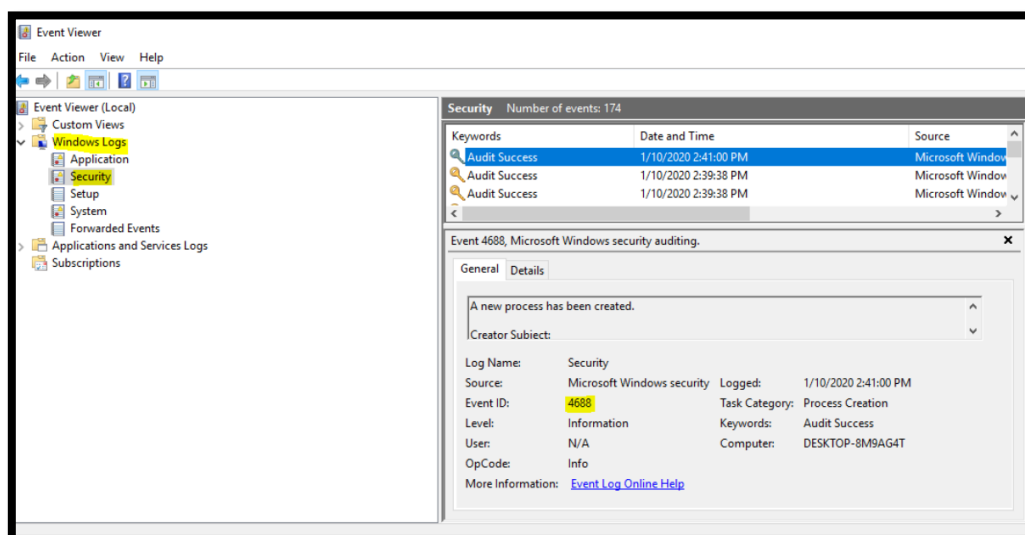 Event Viewer
File Action View Help
Event Viewer (Local)
Custom Views
Windows Logs
Application
Security
Setup
System
Forwarded Events
Applications and Services Logs
Subscriptions
Security Number of events: 174
Keywords Date and Time Source
Audit Success 1/10/2020 2:41:00 PM Microsoft Window
Audit Success 1/10/2020 2:39:38 PM Microsoft Window
Audit Success 1/10/2020 2:39:38 PM Microsoft Window
Event 4688, Microsoft Windows security auditing.
General Details
A new process has been created.
Creator Subject:
Log Name: Security
Source: Microsoft Windows security Logged: 1/10/2020 2:41:00 PM
Event ID: 4688 Task Category: Process Creation
Level: Information Keywords: Audit Success
User: N/A Computer: DESKTOP-8M9AG4T
OpCode: Info
More Information: Event Log Online Help